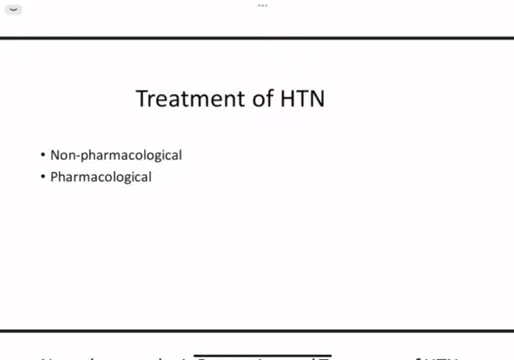 Treatment of HTN
• Non-pharmacological
• Pharmacological